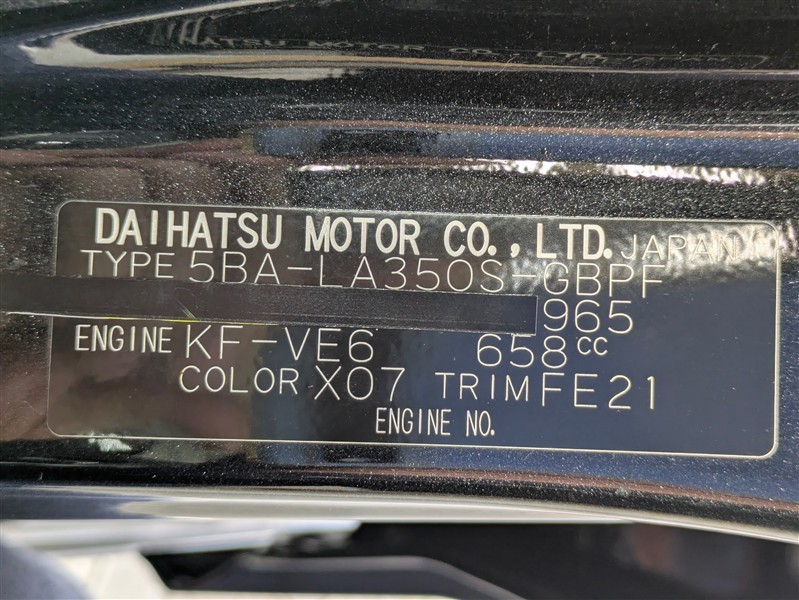 DAIHATSU MOTOR CO., LTD. JAPAN
TYPE 5BA-LA350S-GBPF
965
ENGINE KF-VE6 658CC
COLOR X07 TRIM FE21
ENGINE NO.